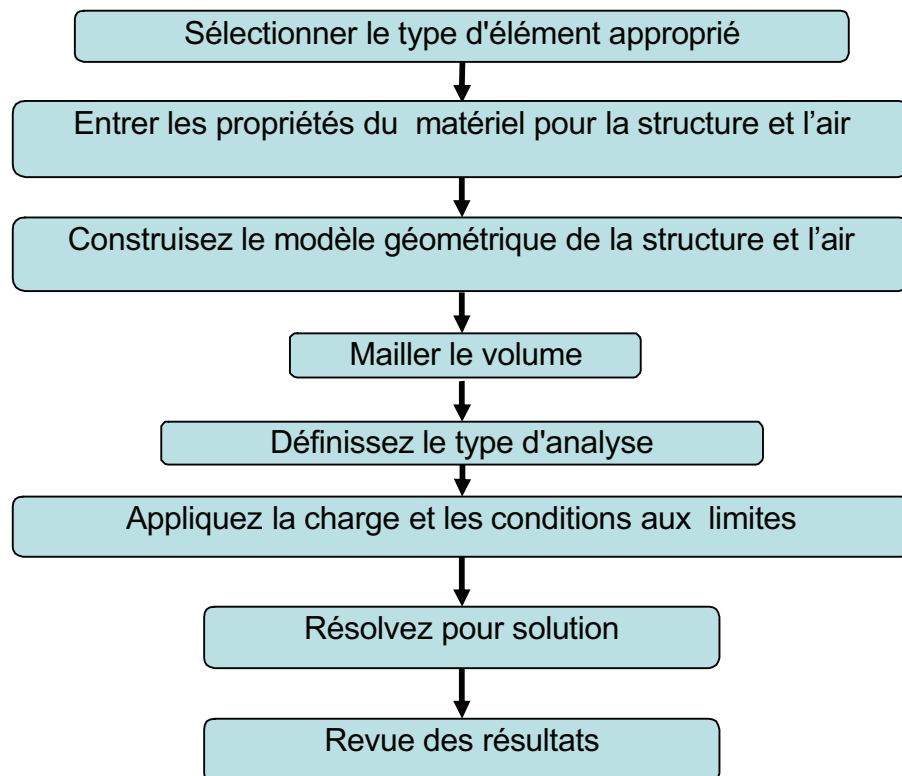 Sélectionner le type d'élément approprié
Entrer les propriétés du matériel pour la structure et l’air
Construisez le modèle géométrique de la structure et l’air
Mailler le volume
Définissez le type d'analyse
Appliquez la charge et les conditions aux limites
Résolvez pour solution
Revue des résultats